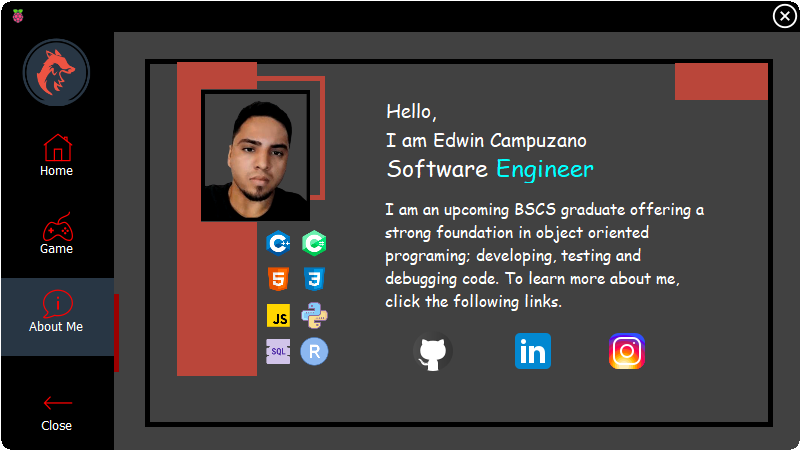 Home
Game
About Me
Close
Hello,
I am Edwin Campuzano
Software Engineer
I am an upcoming BSCS graduate offering a
strong foundation in object oriented
programing; developing, testing and
debugging code. To learn more about me,
click the following links.
C++
C#
5
3
JS
SQL
R
in